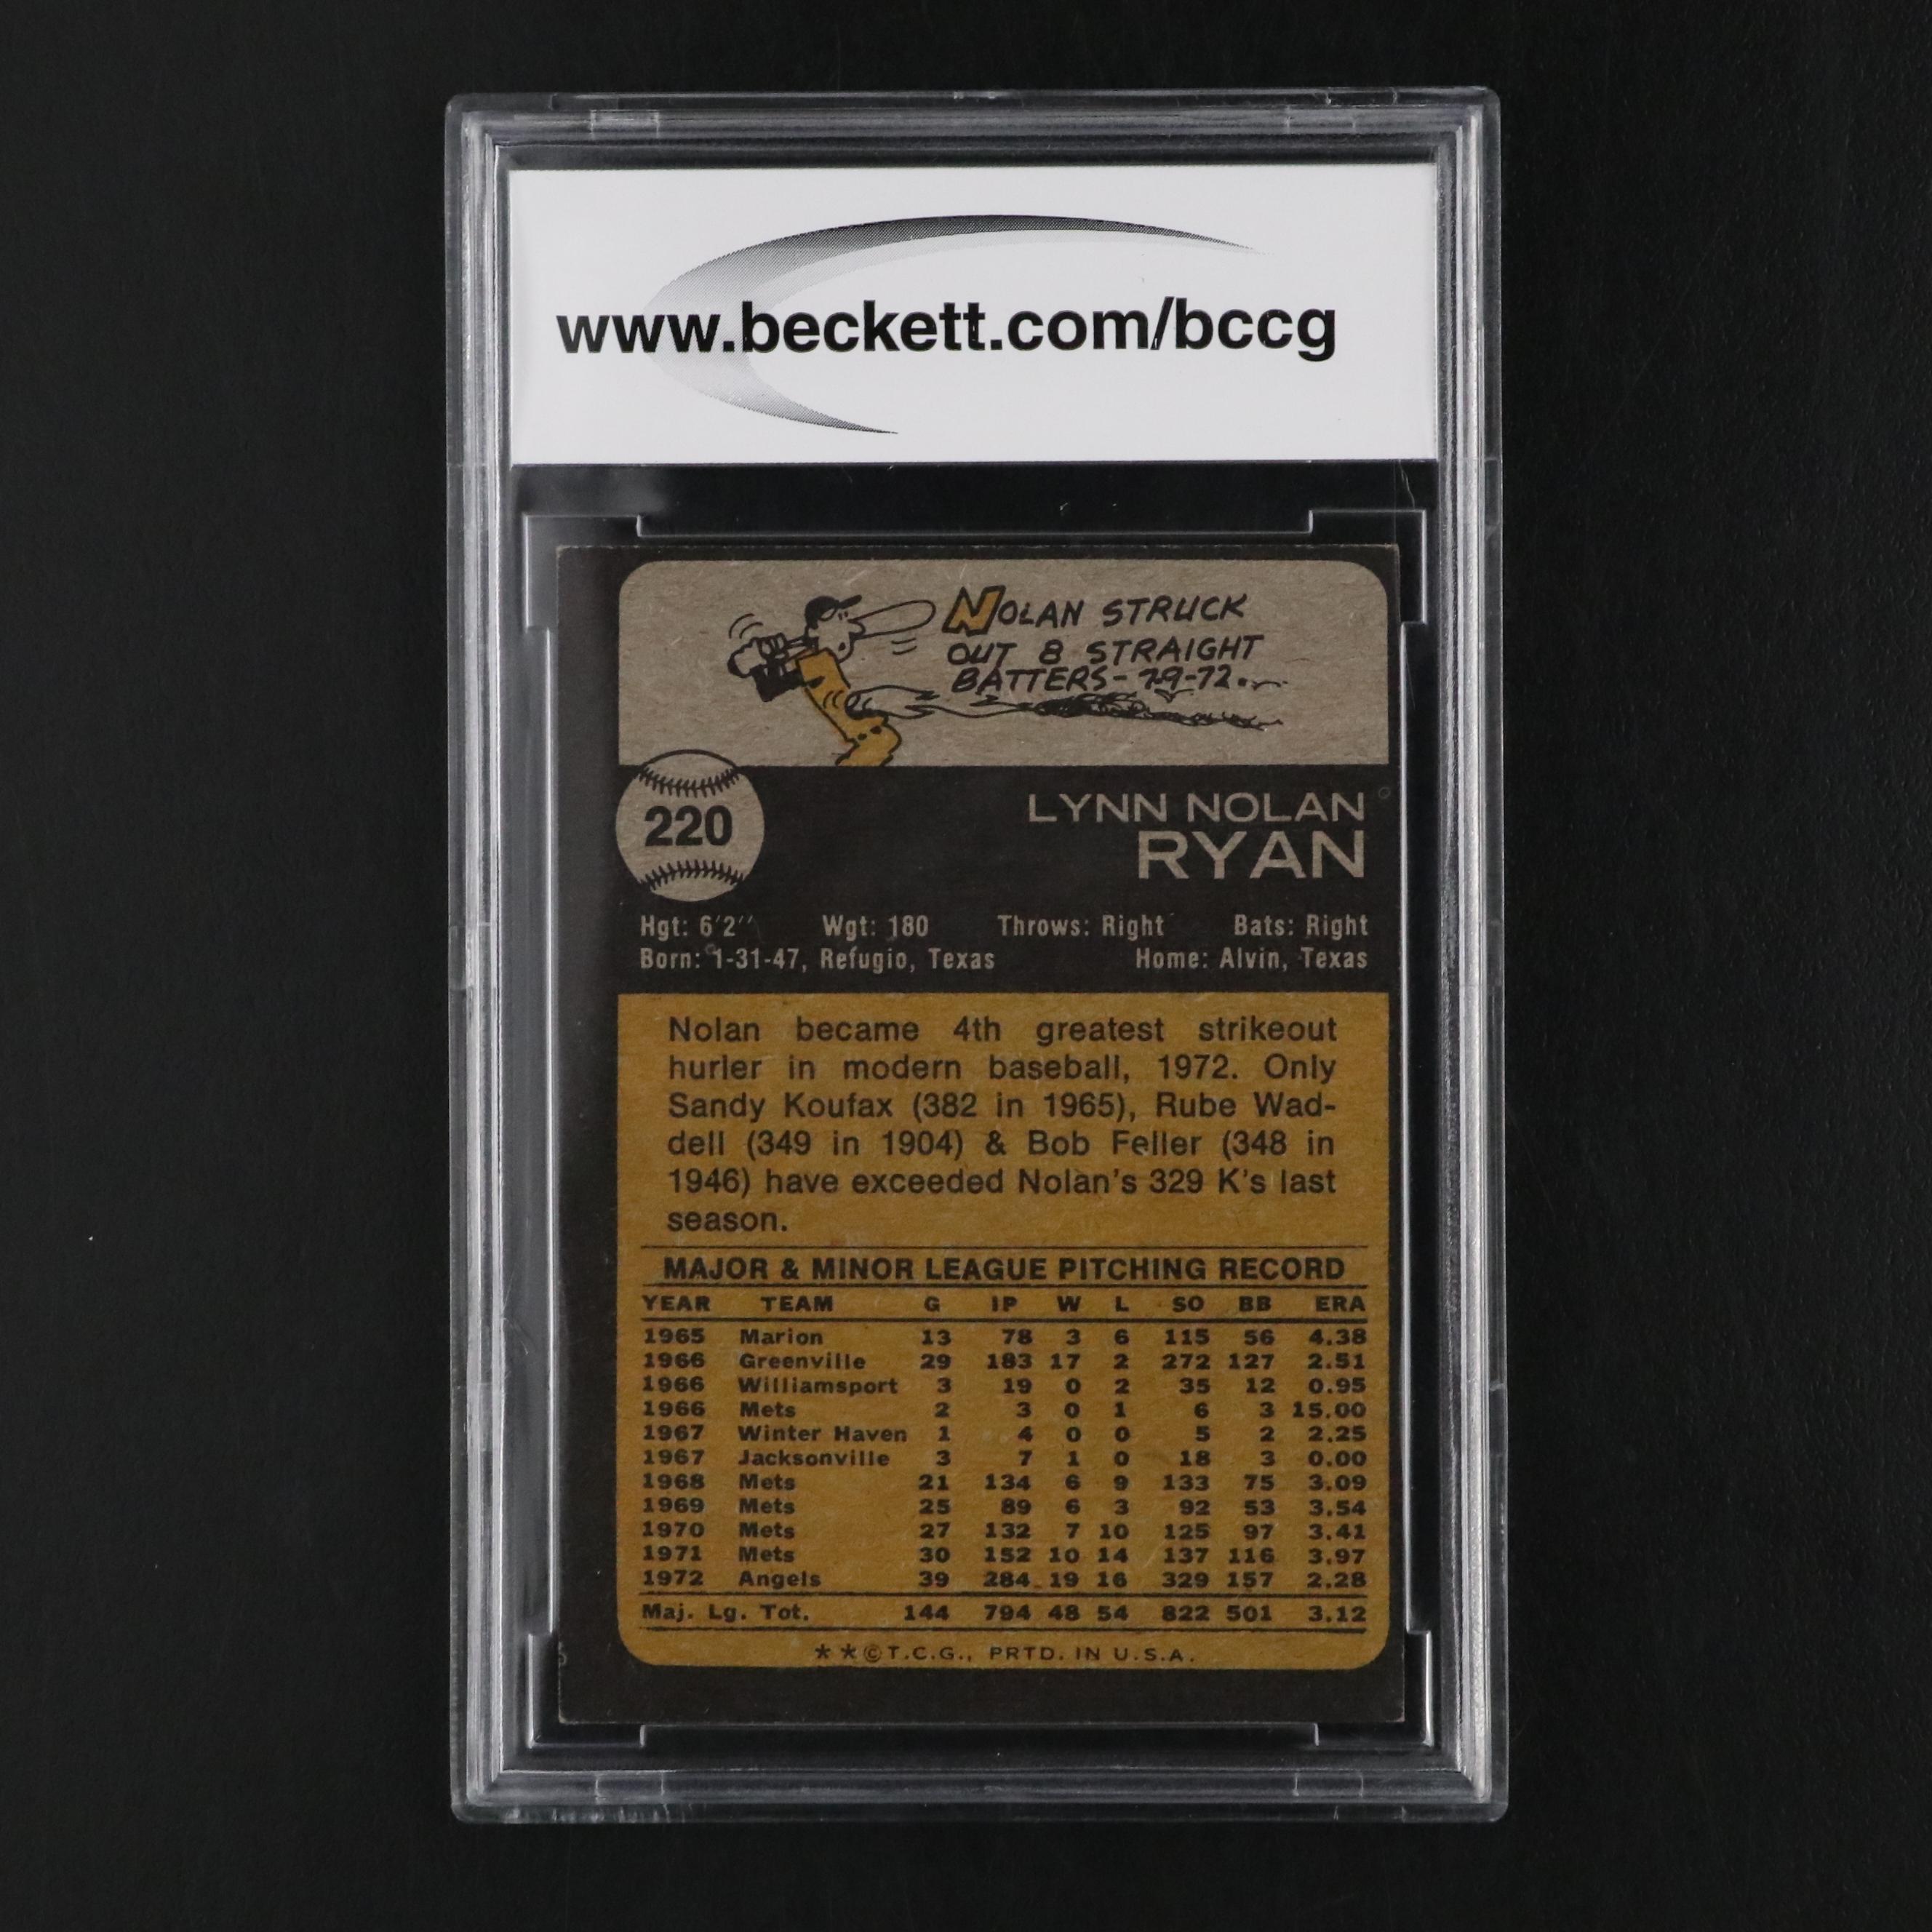 www.beckett.com/bccg
NOLAN STRUCK
OUT 8 STRAIGHT
BATTERS-7-9-72.
220
LYNN NOLAN
RYAN
Hgt: 6'2'' Wgt: 180 Throws: Right Bats: Right
Born: 1-31-47, Refugio, Texas Home: Alvin, Texas
Nolan became 4th greatest strikeout
hurler in modern baseball, 1972. Only
Sandy Koufax (382 in 1965), Rube Wad-
dell (349 in 1904) & Bob Feller (348 in
1946) have exceeded Nolan's 329 K's last
season.
MAJOR & MINOR LEAGUE PITCHING RECORD
YEAR TEAM G IP W L SO BB ERA
1965 Marion 13 78 3 6 115 56 4.38
1966 Greenville 29 183 17 2 272 127 2.51
1966 Williamsport 3 19 0 2 35 12 0.95
1966 Mets 2 3 0 1 6 3 15.00
1967 Winter Haven 1 4 0 0 5 2 2.25
1967 Jacksonville 3 7 1 0 18 3 0.00
1968 Mets 21 134 6 9 133 75 3.09
1969 Mets 25 89 6 3 92 53 3.54
1970 Mets 27 132 7 10 125 97 3.41
1971 Mets 30 152 10 14 137 116 3.97
1972 Angels 39 284 19 16 329 157 2.28
Maj. Lg. Tot. 144 794 48 54 822 501 3.12
**©T.C.G., PRTD. IN U.S.A.